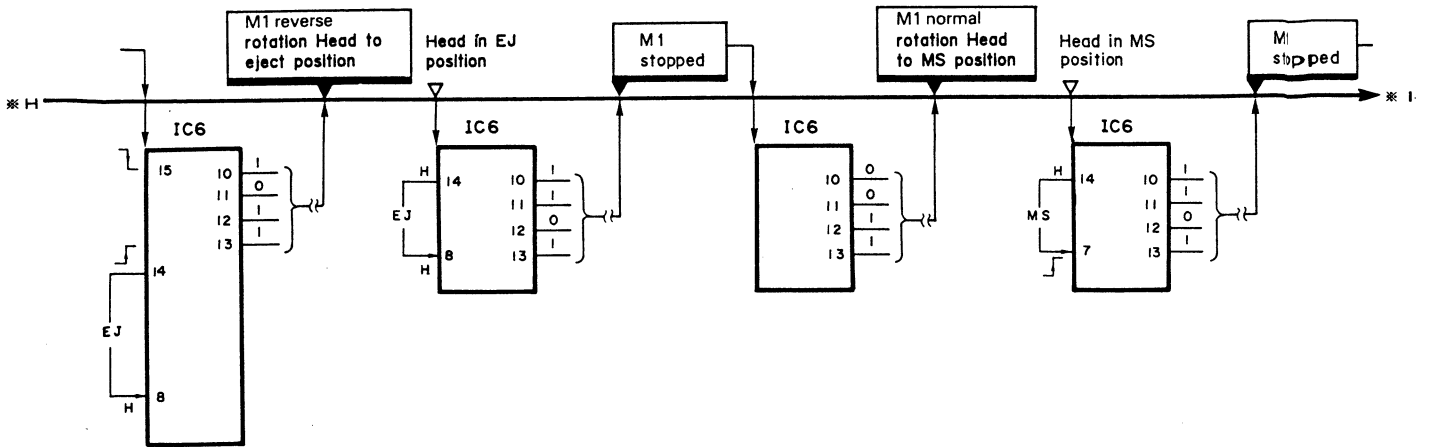 M1 reverse
rotation Head to
eject position
Head in EJ
position
M1
stopped
M1 normal
rotation Head
to MS position
Head in MS
position
M1
stopped
※ H
※ I
IC6
15
10
1
11
0
12
1
13
1
14
EJ
8
H
IC6
H
14
EJ
8
H
10
1
11
1
12
0
13
1
IC6
10
0
11
0
12
1
13
1
IC6
H
14
MS
7
10
1
11
1
12
0
13
1